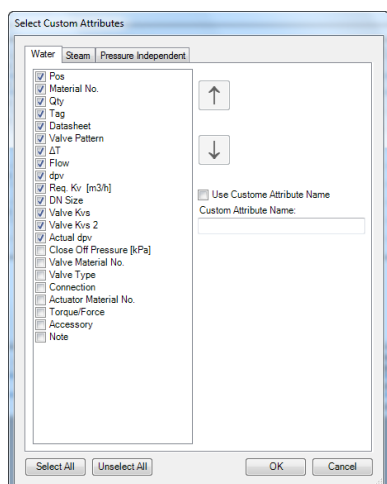 Select Custom Attributes
Water Steam Pressure Independent
Pos
Material No.
Qty
Tag
Datasheet
Valve Pattern
ΔT
Flow
dpv
Req. Kv [m3/h]
DN Size
Valve Kvs
Valve Kvs 2
Actual dpv
Close Off Pressure [kPa]
Valve Material No.
Valve Type
Connection
Actuator Material No.
Torque/Force
Accessory
Note
Use Custome Attribute Name
Custom Attribute Name:
Select All Unselect All OK Cancel